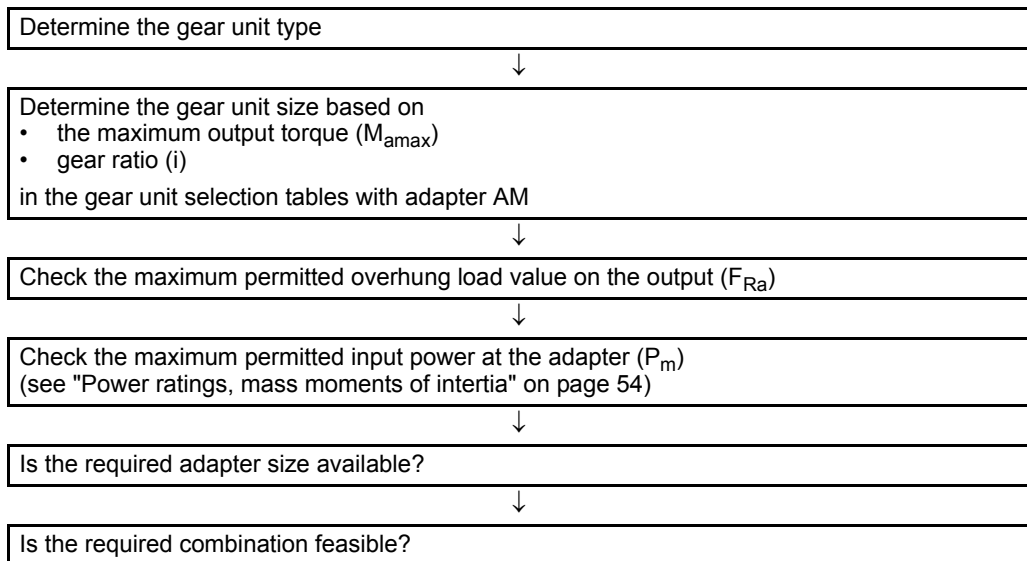 Determine the gear unit type
↓
Determine the gear unit size based on
• the maximum output torque (Mamax)
• gear ratio (i)
in the gear unit selection tables with adapter AM
↓
Check the maximum permitted overhung load value on the output (FRa)
↓
Check the maximum permitted input power at the adapter (Pm)
(see "Power ratings, mass moments of intertia" on page 54)
↓
Is the required adapter size available?
↓
Is the required combination feasible?